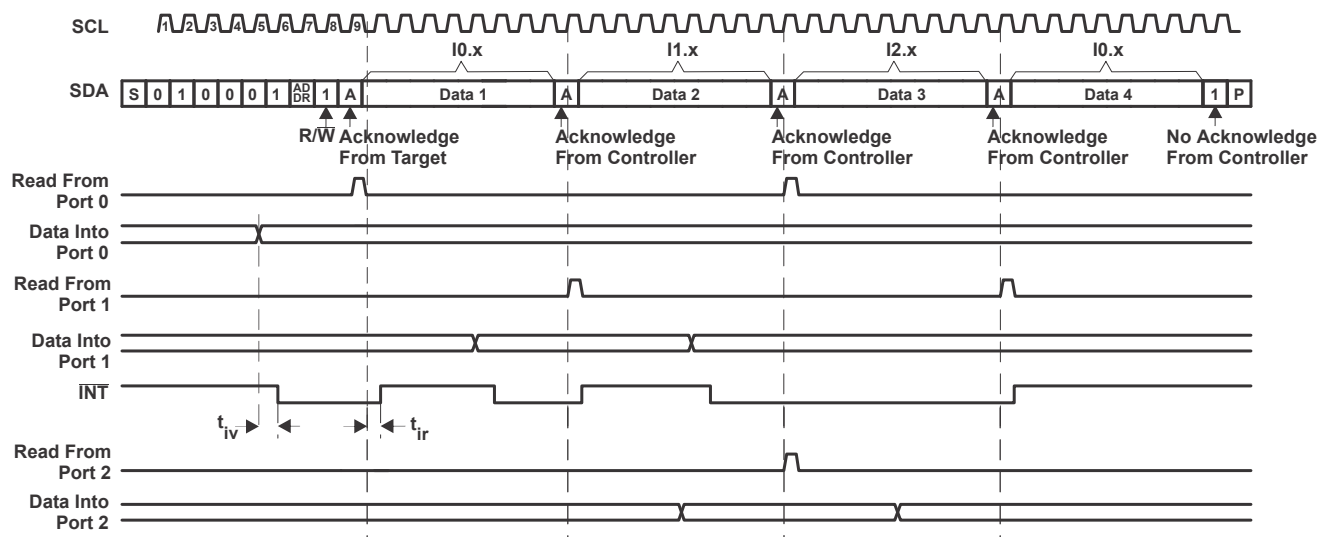 SCL
1 2 3 4 5 6 7 8 9
I0.x I1.x I2.x I0.x
SDA
S 0 1 0 0 0 1 AD DR 1 A Data 1 A Data 2 A Data 3 A Data 4 1 P
R/W̅
Acknowledge
From Target
Acknowledge
From Controller
Acknowledge
From Controller
Acknowledge
From Controller
No Acknowledge
From Controller
Read From
Port 0
Data Into
Port 0
Read From
Port 1
Data Into
Port 1
I̅N̅T̅
tiv
tir
Read From
Port 2
Data Into
Port 2